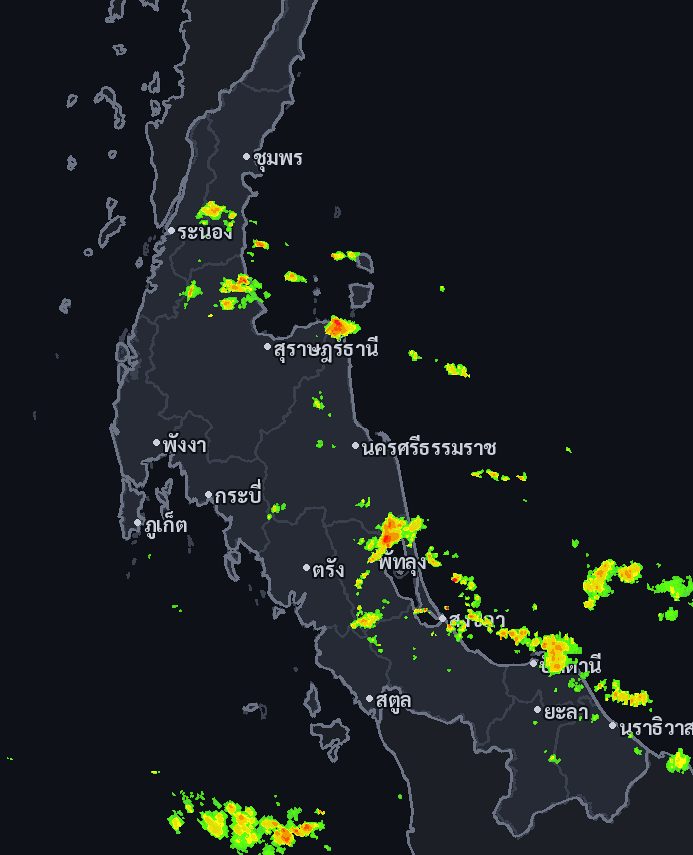 ชุมพร
ระนอง
สุราษฎร์ธานี
นครศรีธรรมราช
พังงา
กระบี่
ภูเก็ต
พัทลุง
ตรัง
สตูล
ยะลา